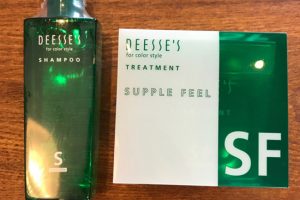 DEESSE'S
for color style
SHAMPOO
S
DEESSE'S
for color style
TREATMENT
SUPPLE FEEL
SF